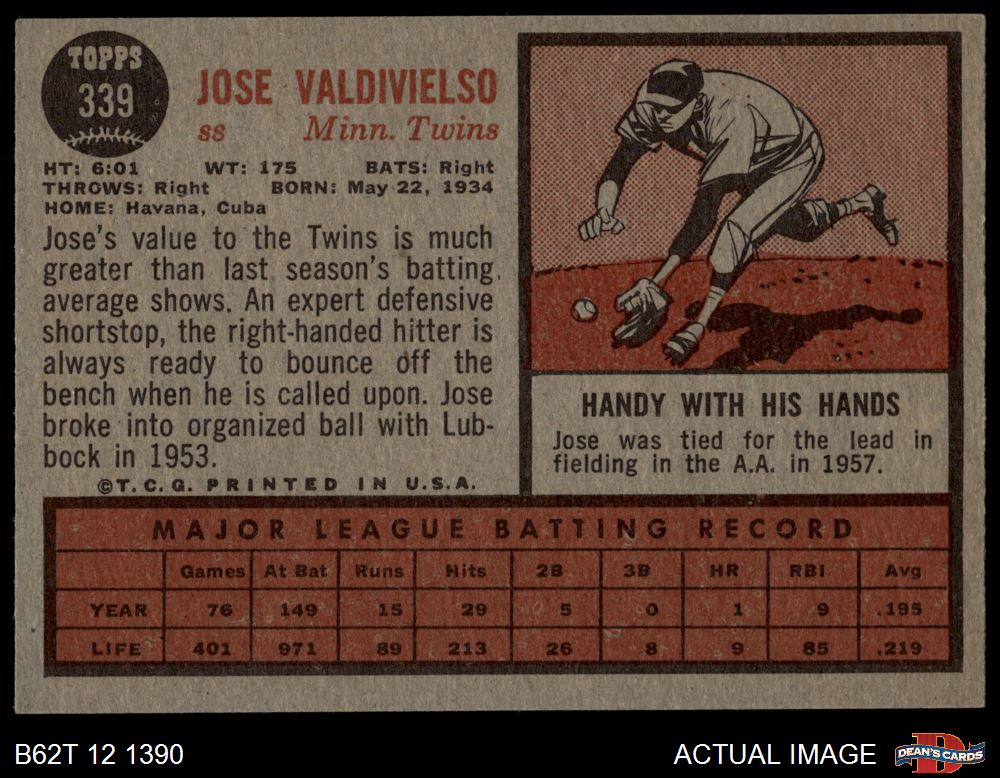 TOPPS
339
JOSE VALDIVIELSO
ss Minn. Twins
HT: 6:01 WT: 175 BATS: Right
THROWS: Right BORN: May 22, 1934
HOME: Havana, Cuba
Jose's value to the Twins is much
greater than last season's batting
average shows. An expert defensive
shortstop, the right-handed hitter is
always ready to bounce off the
bench when he is called upon. Jose
broke into organized ball with Lub-
bock in 1953.
©T.C.G. PRINTED IN U.S.A.
HANDY WITH HIS HANDS
Jose was tied for the lead in
fielding in the A.A. in 1957.
MAJOR LEAGUE BATTING RECORD
Games At Bat Runs Hits 2B 3B HR RBI Avg
YEAR 76 149 15 29 5 0 1 9 .195
LIFE 401 971 89 213 26 8 9 85 .219
B62T 12 1390 ACTUAL IMAGE
DEAN'S CARDS